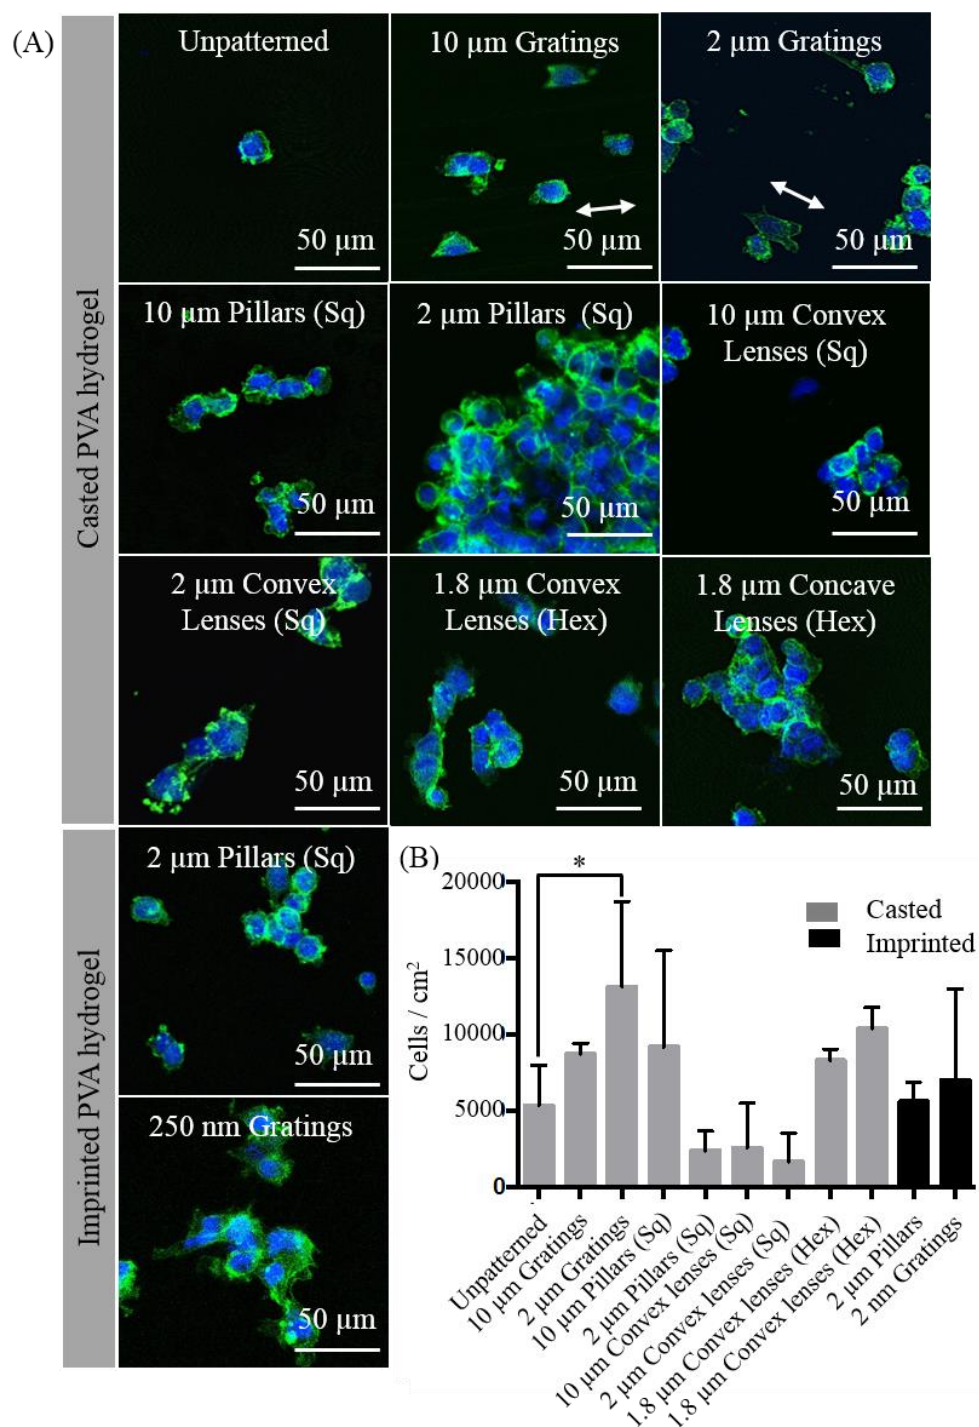 (A)
Casted PVA hydrogel
Unpatterned
50 µm
10 µm Gratings
50 µm
2 µm Gratings
50 µm
10 µm Pillars (Sq)
50 µm
2 µm Pillars (Sq)
50 µm
10 µm Convex
Lenses (Sq)
50 µm
2 µm Convex
Lenses (Sq)
50 µm
1.8 µm Convex
Lenses (Hex)
50 µm
1.8 µm Concave
Lenses (Hex)
50 µm
Imprinted PVA hydrogel
2 µm Pillars (Sq)
50 µm
250 nm Gratings
50 µm
(B)
*
20000
15000
10000
5000
0
Cells / cm²
Casted
Imprinted
Unpatterned
10 µm Gratings
2 µm Gratings
10 µm Pillars (Sq)
2 µm Pillars (Sq)
10 µm Convex lenses (Sq)
2 µm Convex lenses (Sq)
1.8 µm Convex lenses (Hex)
1.8 µm Convex lenses (Hex)
2 µm Pillars
2 nm Gratings